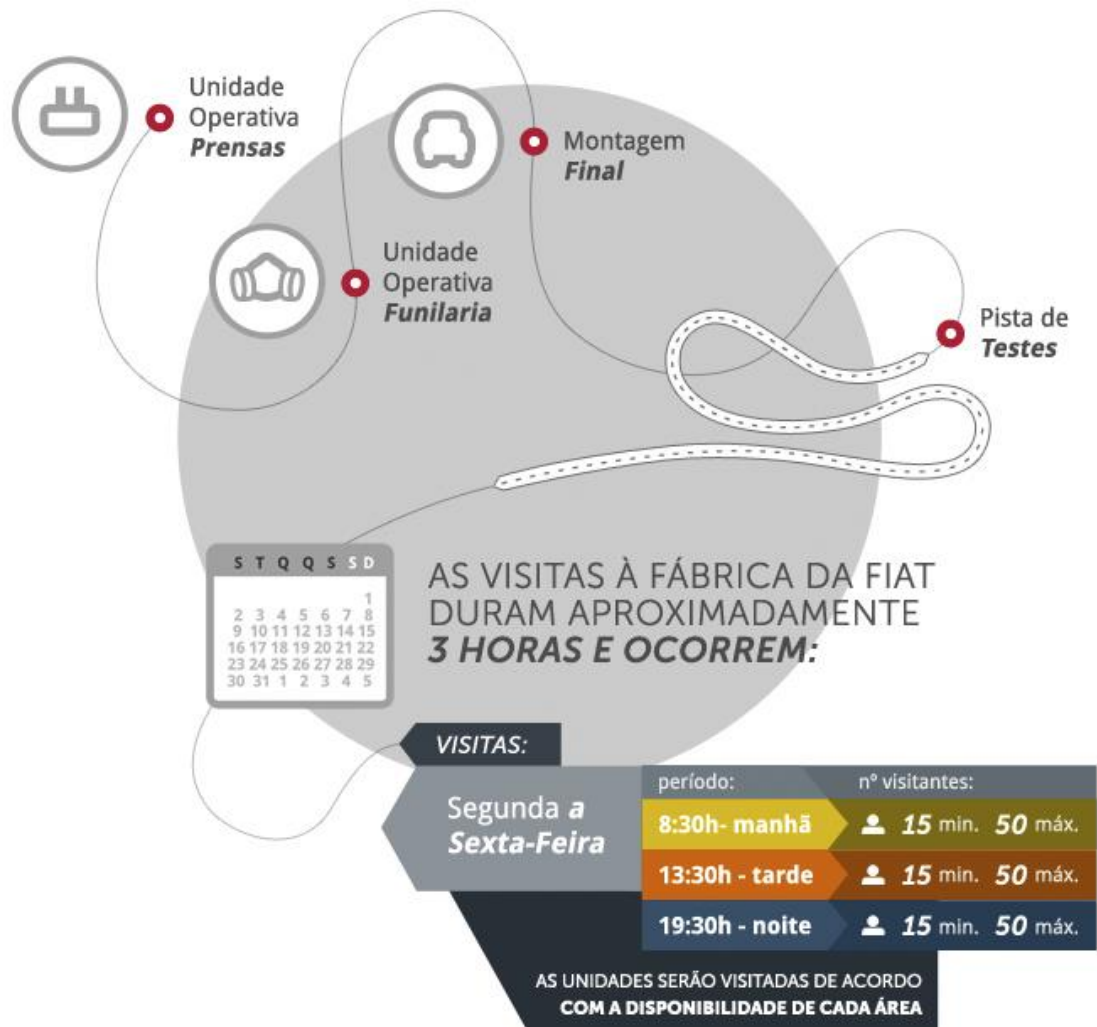 Unidade
Operativa
Prensas
Montagem
Final
Unidade
Operativa
Funilaria
Pista de
Testes
S T Q Q S S D
1
2 3 4 5 6 7 8
9 10 11 12 13 14 15
16 17 18 19 20 21 22
23 24 25 26 27 28 29
30 31 1 2 3 4 5
AS VISITAS À FÁBRICA DA FIAT
DURAM APROXIMADAMENTE
3 HORAS E OCORREM:
VISITAS:
Segunda a
Sexta-Feira
período: nº visitantes:
8:30h- manhã 15 min. 50 máx.
13:30h - tarde 15 min. 50 máx.
19:30h - noite 15 min. 50 máx.
AS UNIDADES SERÃO VISITADAS DE ACORDO
COM A DISPONIBILIDADE DE CADA ÁREA